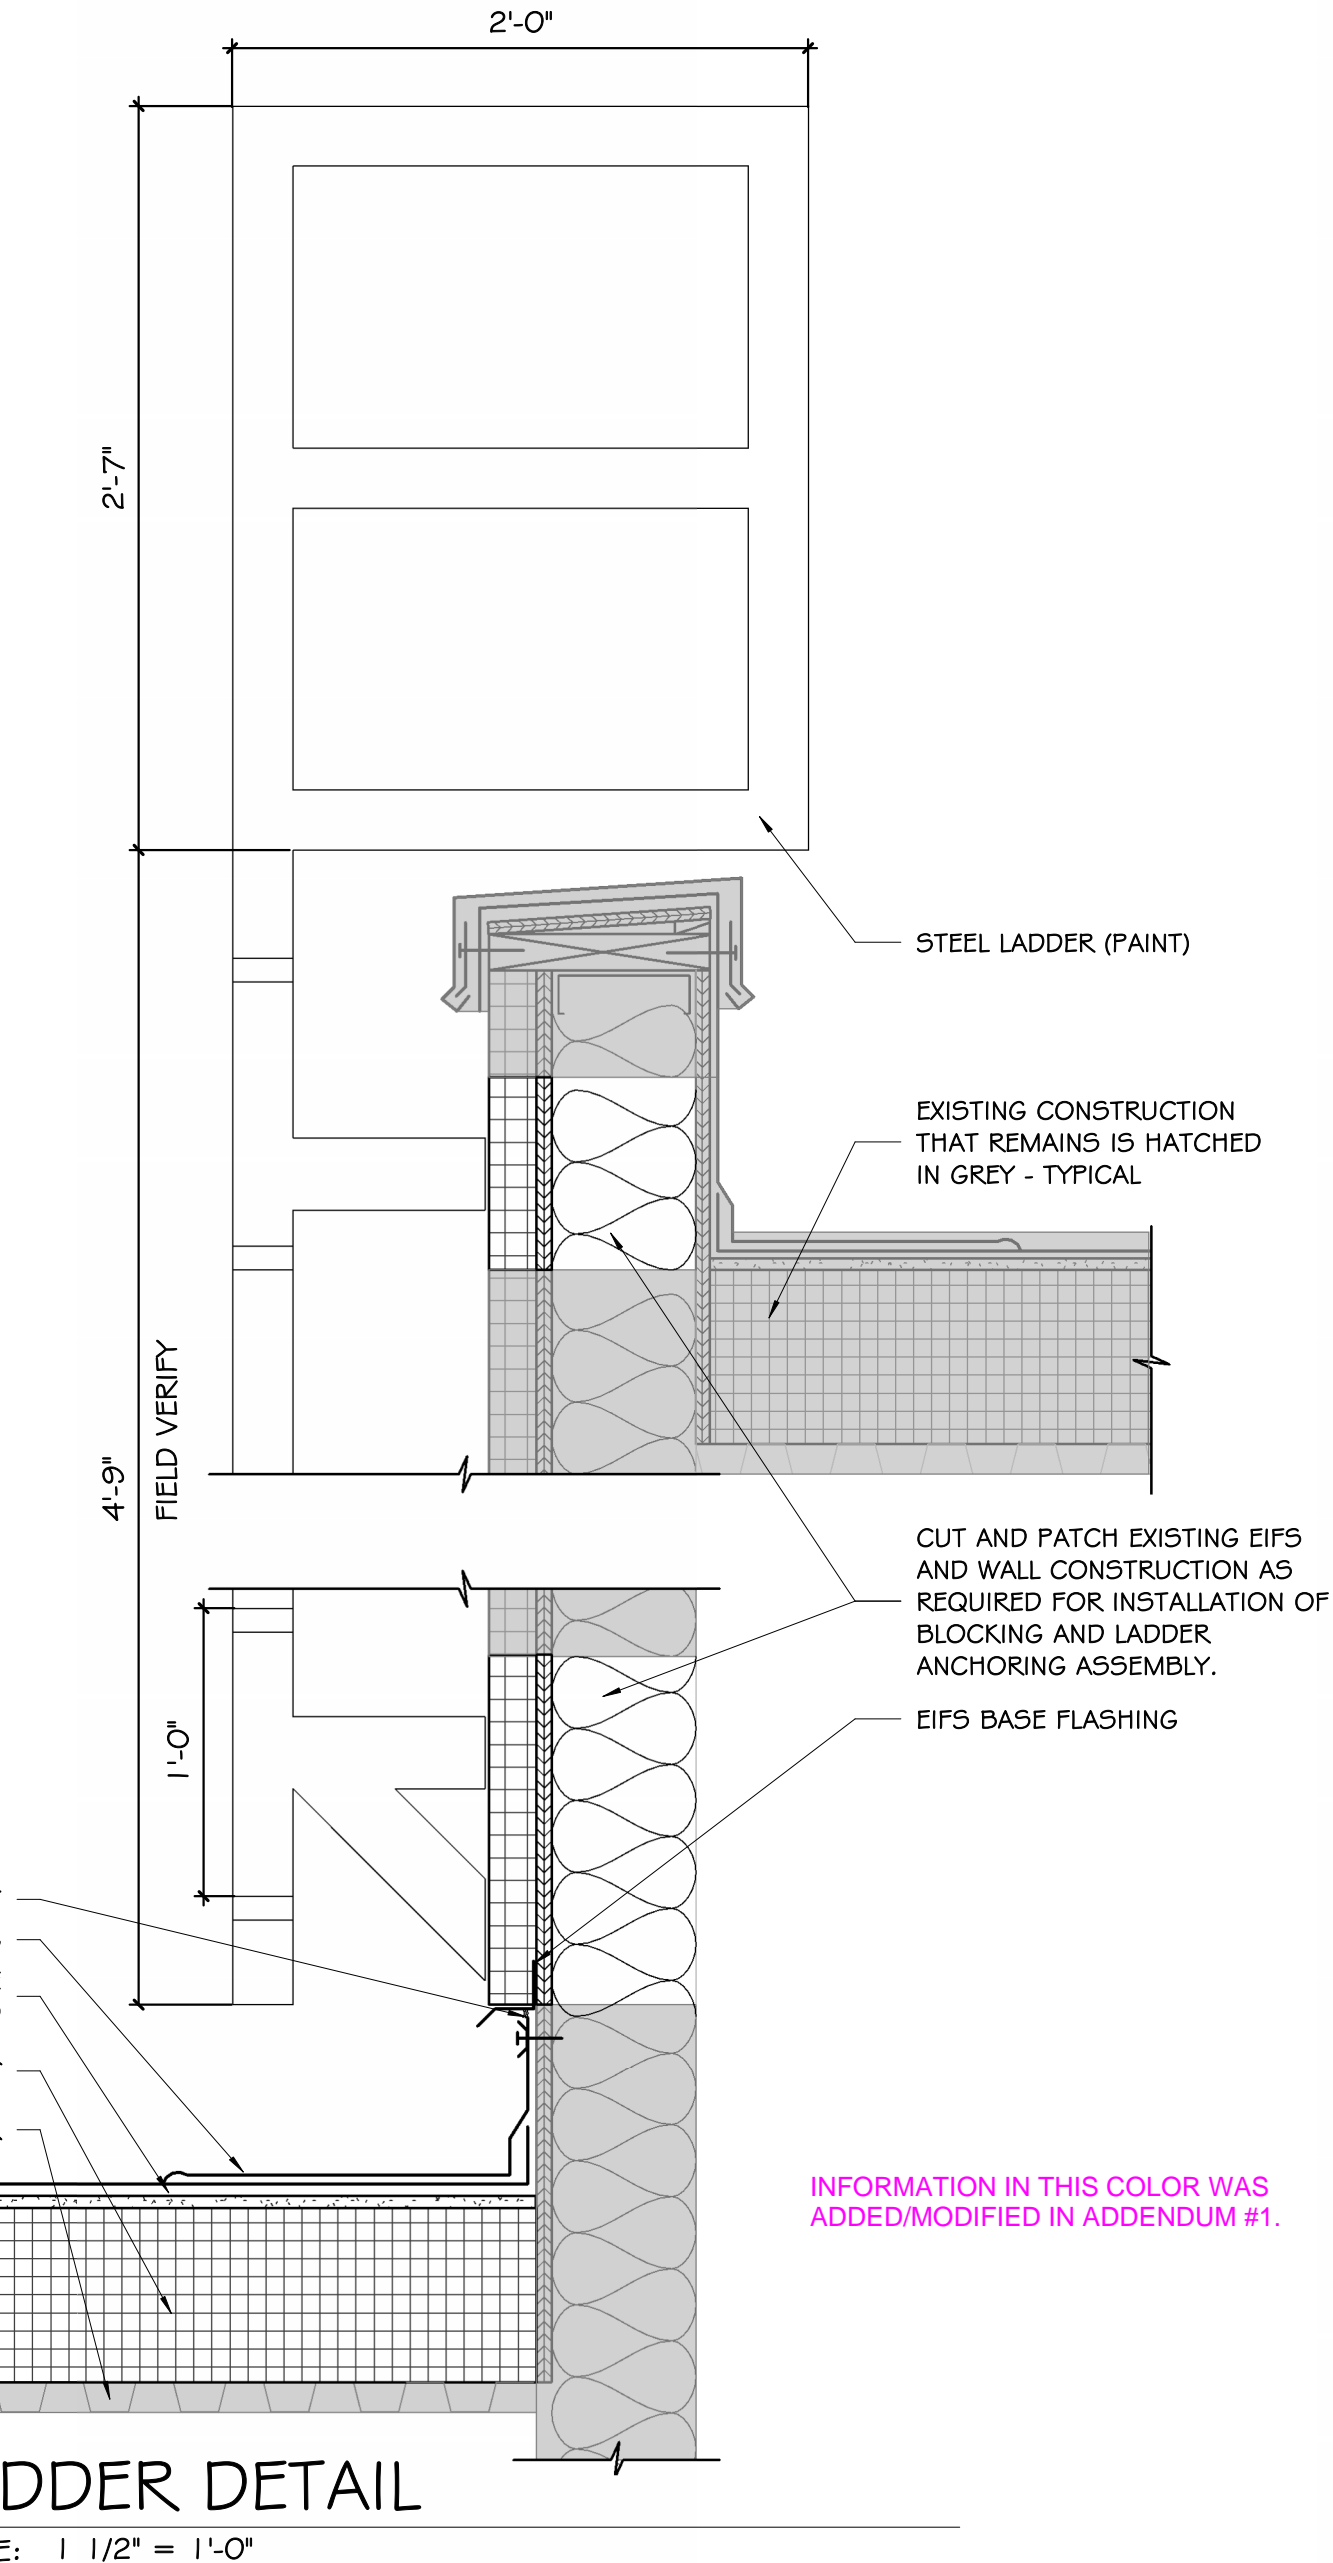 2'-0"
2'-7"
STEEL LADDER (PAINT)
EXISTING CONSTRUCTION
THAT REMAINS IS HATCHED
IN GREY - TYPICAL
4'-9"
FIELD VERIFY
CUT AND PATCH EXISTING EIFS
AND WALL CONSTRUCTION AS
REQUIRED FOR INSTALLATION OF
BLOCKING AND LADDER
ANCHORING ASSEMBLY.
EIFS BASE FLASHING
1'-0"
INFORMATION IN THIS COLOR WAS
ADDED/MODIFIED IN ADDENDUM #1.
DDER DETAIL
E: 1 1/2" = 1'-0"